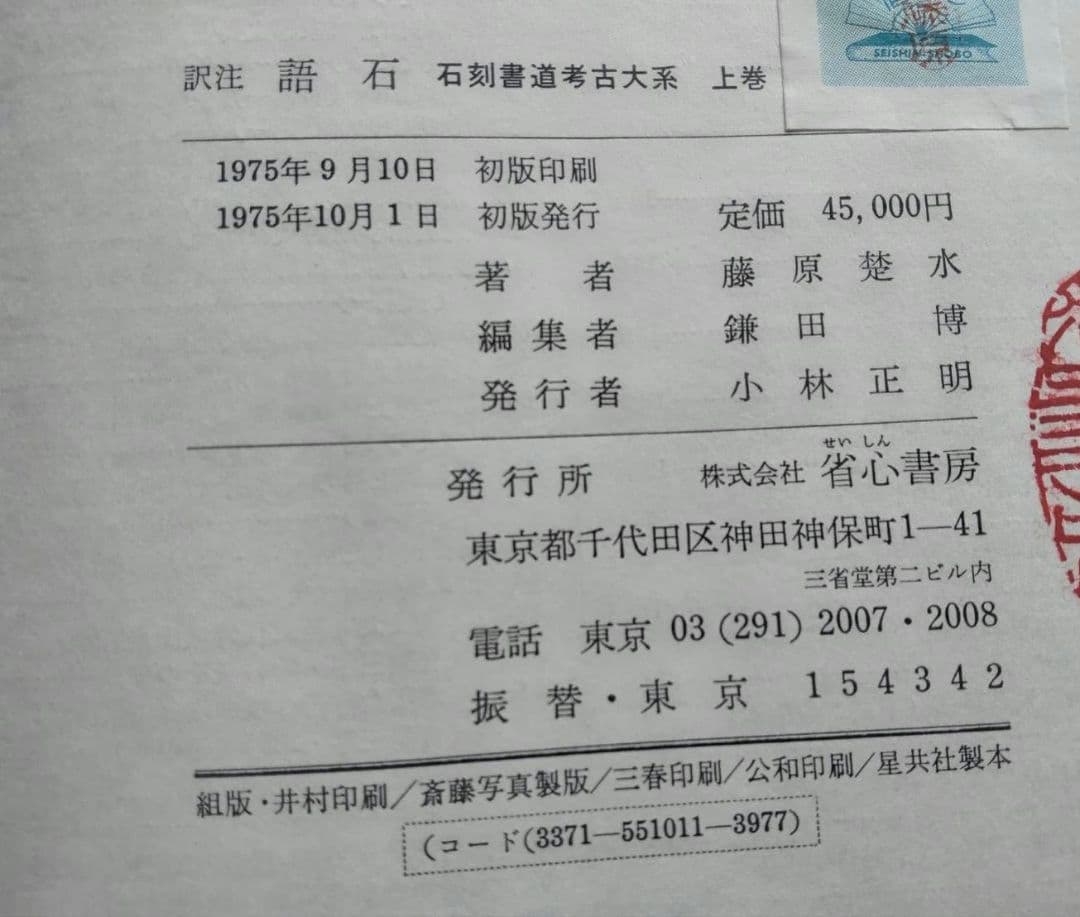 SEISHIN SHOBO
訳注 語石 石刻書道考古大系 上巻
1975年9月10日 初版印刷
1975年10月1日 初版発行 定価 45,000円
著者 藤原楚水
編集者 鎌田博
発行者 小林正明
せいしん
発行所 株式会社 省心書房
東京都千代田区神田神保町1—41
三省堂第二ビル内
電話 東京 03 (291) 2007・2008
振替・東京 154342
組版・井村印刷/斎藤写真製版/三春印刷/公和印刷/星共社製本
(コード(3371—551011—3977)